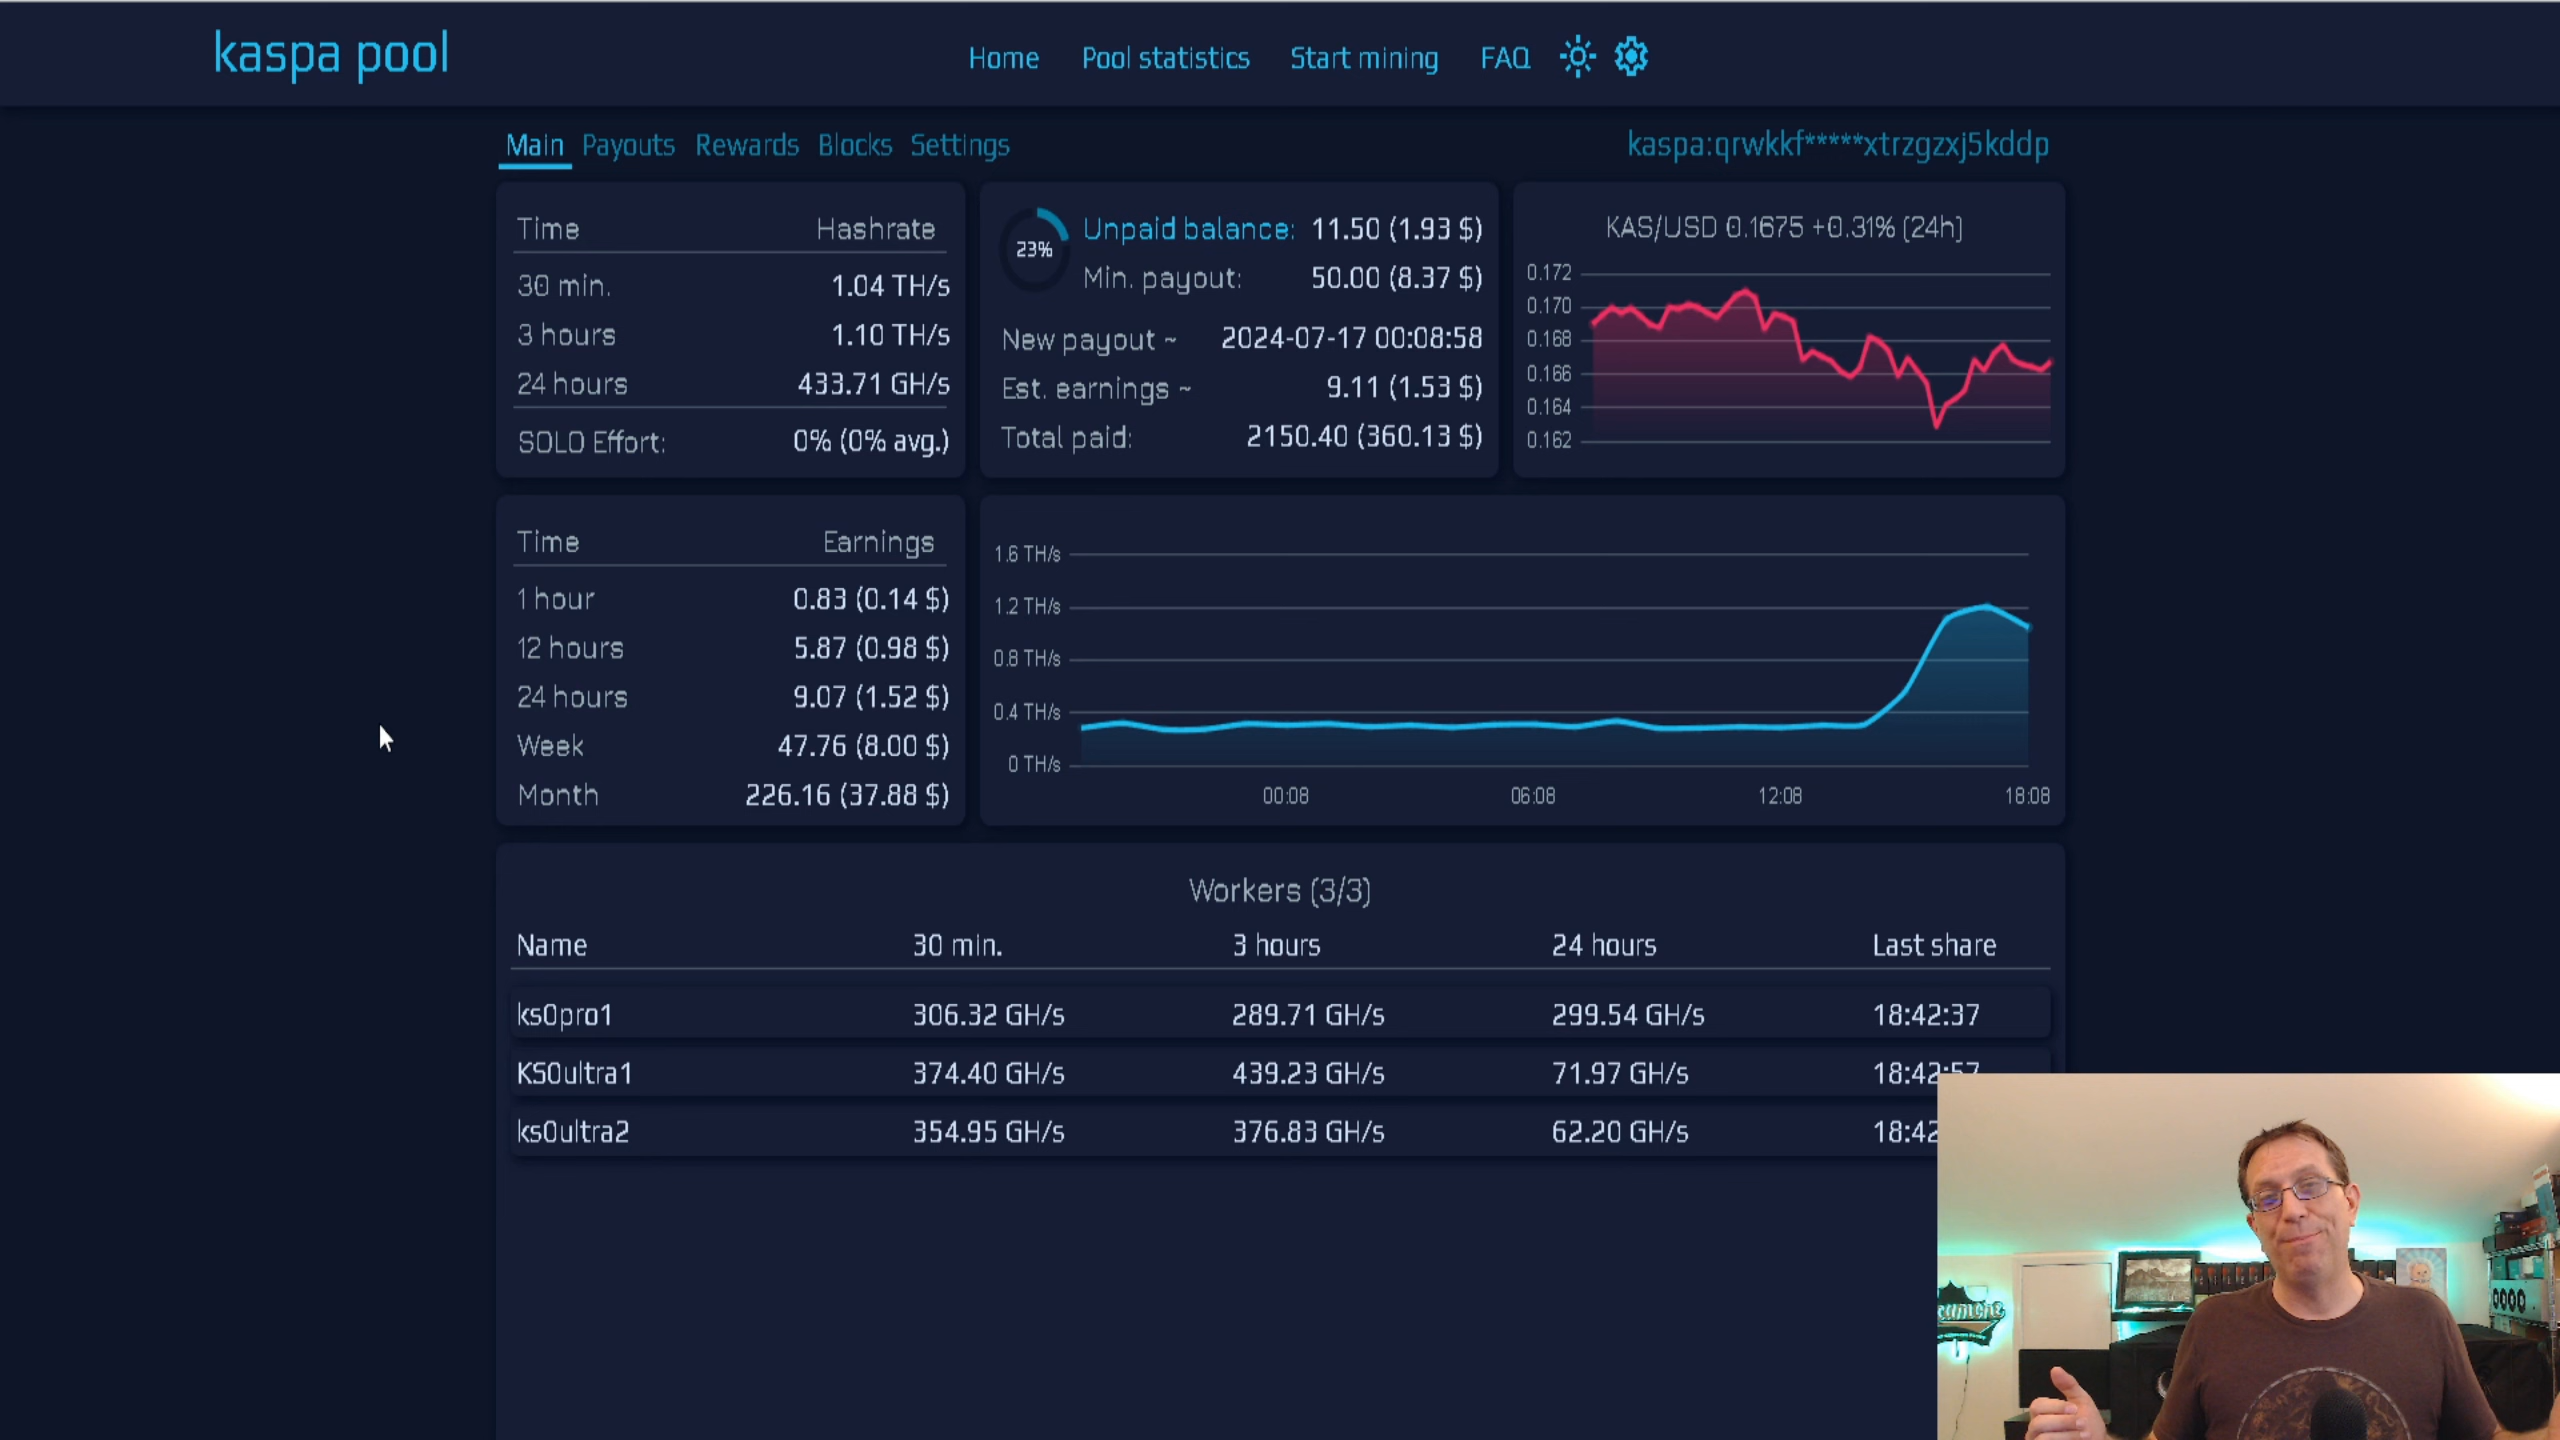 kaspa pool
Home Pool statistics Start mining FAQ
Main Payouts Rewards Blocks Settings
kaspa:qrwkkf*****xtrzgzxj5kddp
Time Hashrate
30 min. 1.04 TH/s
3 hours 1.10 TH/s
24 hours 433.71 GH/s
SOLO Effort: 0% (0% avg.)
23%
Unpaid balance: 11.50 (1.93 $)
Min. payout: 50.00 (8.37 $)
New payout ~ 2024-07-17 00:08:58
Est. earnings ~ 9.11 (1.53 $)
Total paid: 2150.40 (360.13 $)
KAS/USD 0.1675 +0.31% (24h)
0.172
0.170
0.168
0.166
0.164
0.162
Time Earnings
1 hour 0.83 (0.14 $)
12 hours 5.87 (0.98 $)
24 hours 9.07 (1.52 $)
Week 47.76 (8.00 $)
Month 226.16 (37.88 $)
1.6 TH/s
1.2 TH/s
0.8 TH/s
0.4 TH/s
0 TH/s
00:08 06:08 12:08 18:08
Workers (3/3)
Name 30 min. 3 hours 24 hours Last share
ks0pro1 306.32 GH/s 289.71 GH/s 299.54 GH/s 18:42:37
KS0ultra1 374.40 GH/s 439.23 GH/s 71.97 GH/s 18:42:57
ks0ultra2 354.95 GH/s 376.83 GH/s 62.20 GH/s 18:42